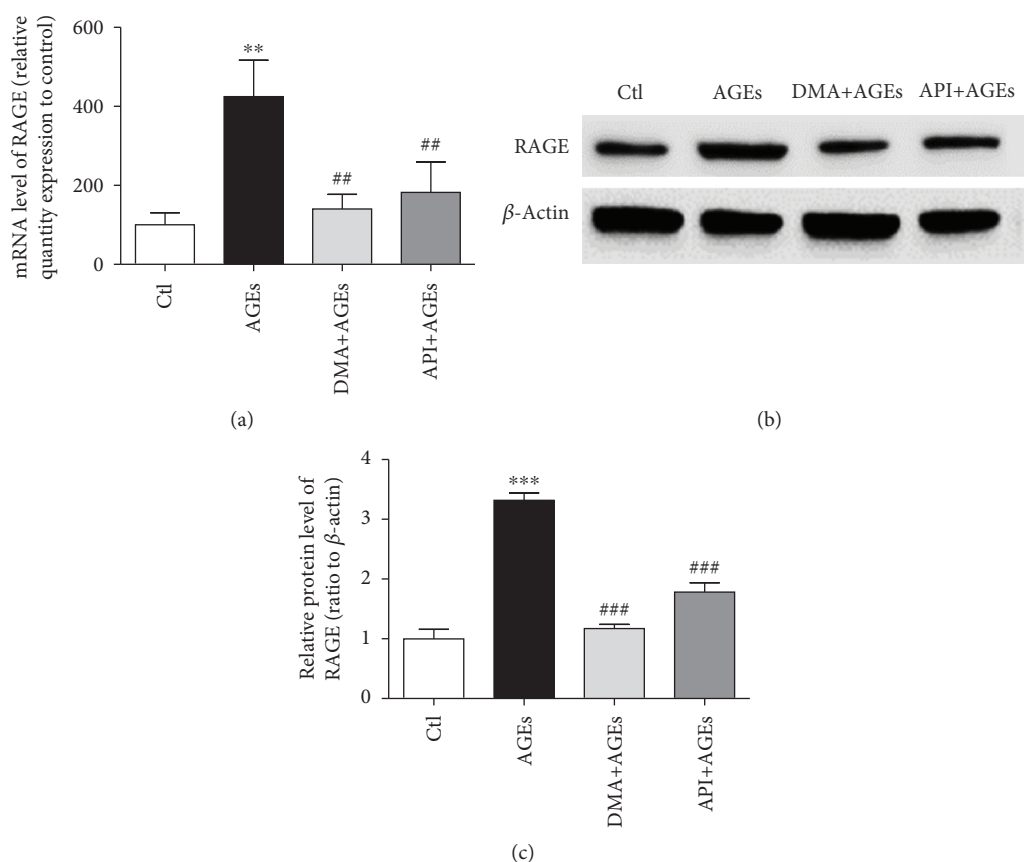 mRNA level of RAGE (relative
quantity expression to control)
600
400
200
0
**
##
##
Ctl
AGEs
DMA+AGEs
API+AGEs
(a)
Ctl
AGEs
DMA+AGEs
API+AGEs
RAGE
β-Actin
(b)
Relative protein level of
RAGE (ratio to β-actin)
4
3
2
1
0
***
###
###
Ctl
AGEs
DMA+AGEs
API+AGEs
(c)